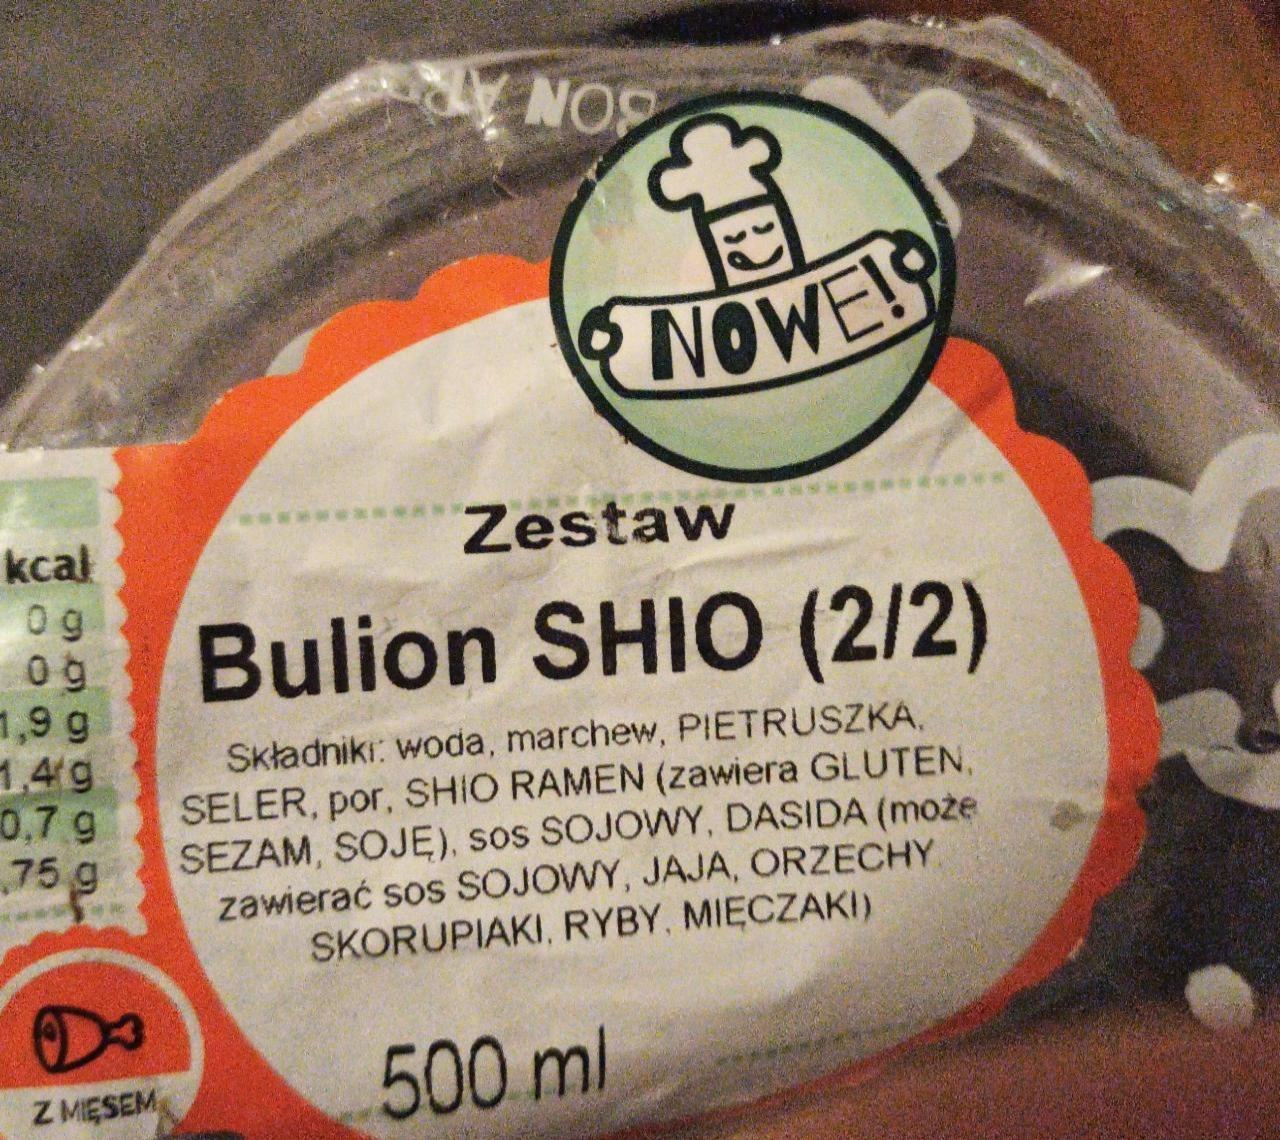 BON AP
NOWE!
Zestaw
Bulion SHIO (2/2)
Składniki: woda, marchew, PIETRUSZKA,
SELER, por, SHIO RAMEN (zawiera GLUTEN,
SEZAM, SOJĘ), sos SOJOWY, DASIDA (może
zawierać sos SOJOWY, JAJA, ORZECHY,
SKORUPIAKI, RYBY, MIĘCZAKI)
500 ml
kcal
0 g
0 g
1,9 g
1,4 g
0,7 g
,75 g
Z MIĘSEM